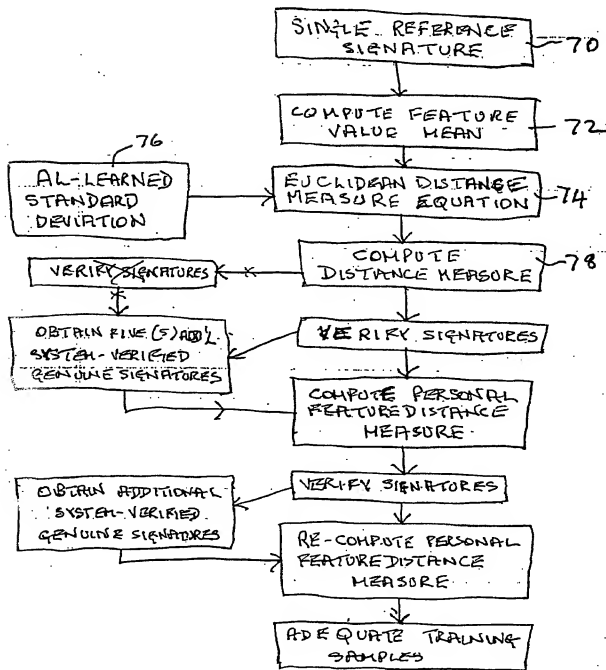 SINGLE REFERENCE
SIGNATURE
70
COMPUTE FEATURE
VALUE MEAN
72
76
AL-LEARNED
STANDARD
DEVIATION
EUCLIDEAN DISTANCE
MEASURE EQUATION
74
COMPUTE
DISTANCE MEASURE
78
VERIFY SIGNATURES
VERIFY SIGNATURES
OBTAIN FIVE (5) ADD'L
SYSTEM-VERIFIED
GENUINE SIGNATURES
COMPUTE PERSONAL
FEATURE DISTANCE
MEASURE
VERIFY SIGNATURES
OBTAIN ADDITIONAL
SYSTEM-VERIFIED
GENUINE SIGNATURES
RE-COMPUTE PERSONAL
FEATURE DISTANCE
MEASURE
ADEQUATE TRAINING
SAMPLES